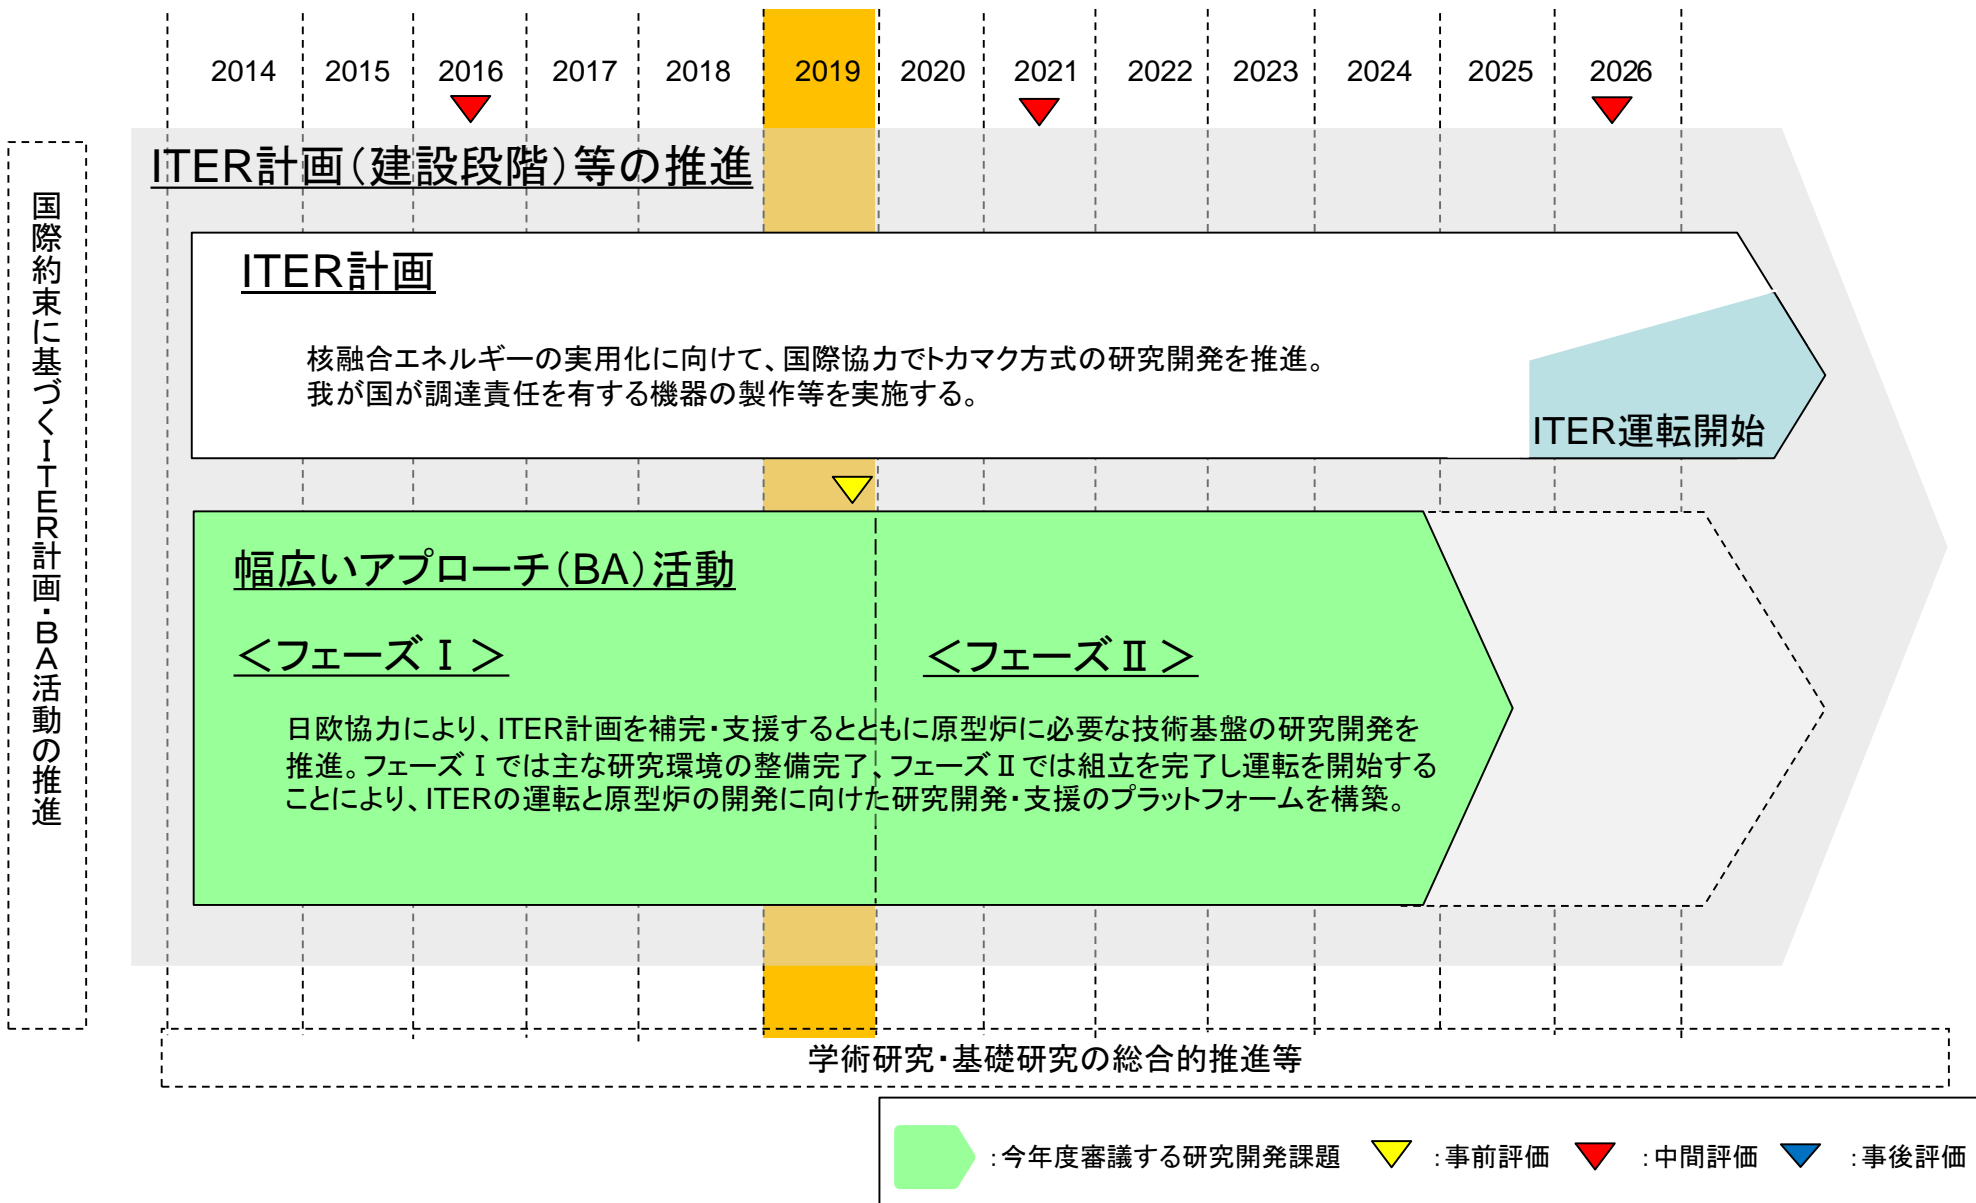 2014 2015 2016 2017 2018 2019 2020 2021 2022 2023 2024 2025 2026
国際約束に基づくITER計画・BA活動の推進
ITER計画(建設段階)等の推進
ITER計画
核融合エネルギーの実用化に向けて、国際協力でトカマク方式の研究開発を推進。
我が国が調達責任を有する機器の製作等を実施する。
ITER運転開始
幅広いアプローチ(BA)活動
<フェーズⅠ> <フェーズⅡ>
日欧協力により、ITER計画を補完・支援するとともに原型炉に必要な技術基盤の研究開発を
推進。フェーズⅠでは主な研究環境の整備完了、フェーズⅡでは組立を完了し運転を開始する
ことにより、ITERの運転と原型炉の開発に向けた研究開発・支援のプラットフォームを構築。
学術研究・基礎研究の総合的推進等
:今年度審議する研究開発課題 :事前評価 :中間評価 :事後評価